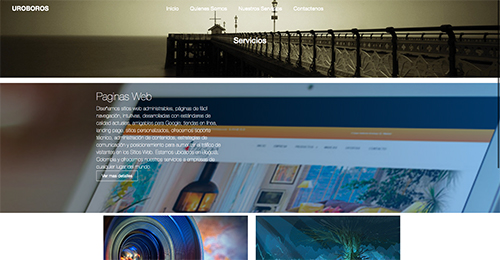 UROBOROS
Inicio Quienes Somos Nuestros Servicios Contactenos
Servicios
Paginas Web
Diseñamos sitios web administrables, páginas de fácil
navegación, intuitivas, desarrolladas con estándares de
calidad actuales, amigables para Google; tiendas en línea,
landing page, sitios personalizados, ofrecemos soporte
técnico, administración de contenidos, estrategias de
comunicación y posicionamiento para aumentar el tráfico de
visitantes en los Sitios Web. Estamos ubicados en Bogotá,
Colombia y ofrecemos nuestros servicios a empresas de
cualquier lugar del mundo.
Ver mas detalles